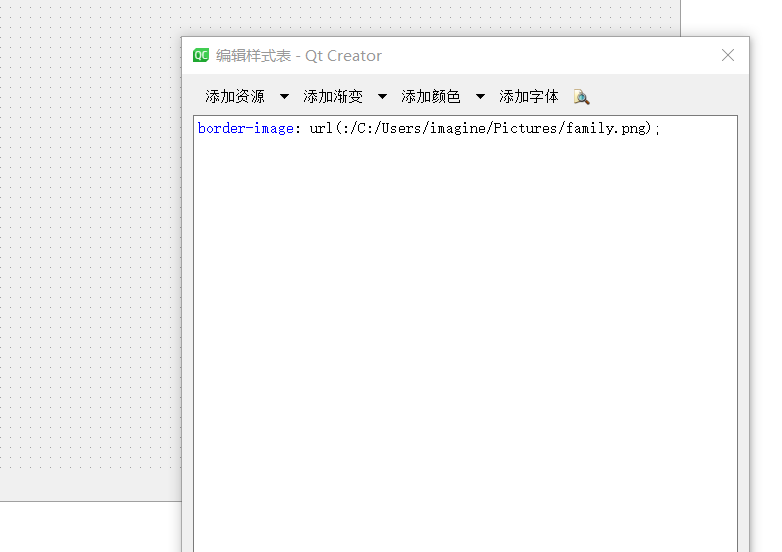 QC 编辑样式表 - Qt Creator
添加资源 添加渐变 添加颜色 添加字体
border-image: url(:/C:/Users/imagine/Pictures/family.png);